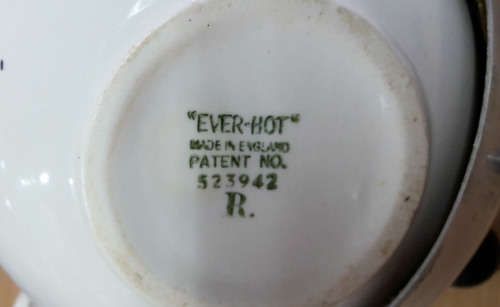 "EVER-HOT"
MADE IN ENGLAND
PATENT NO.
523942
R.